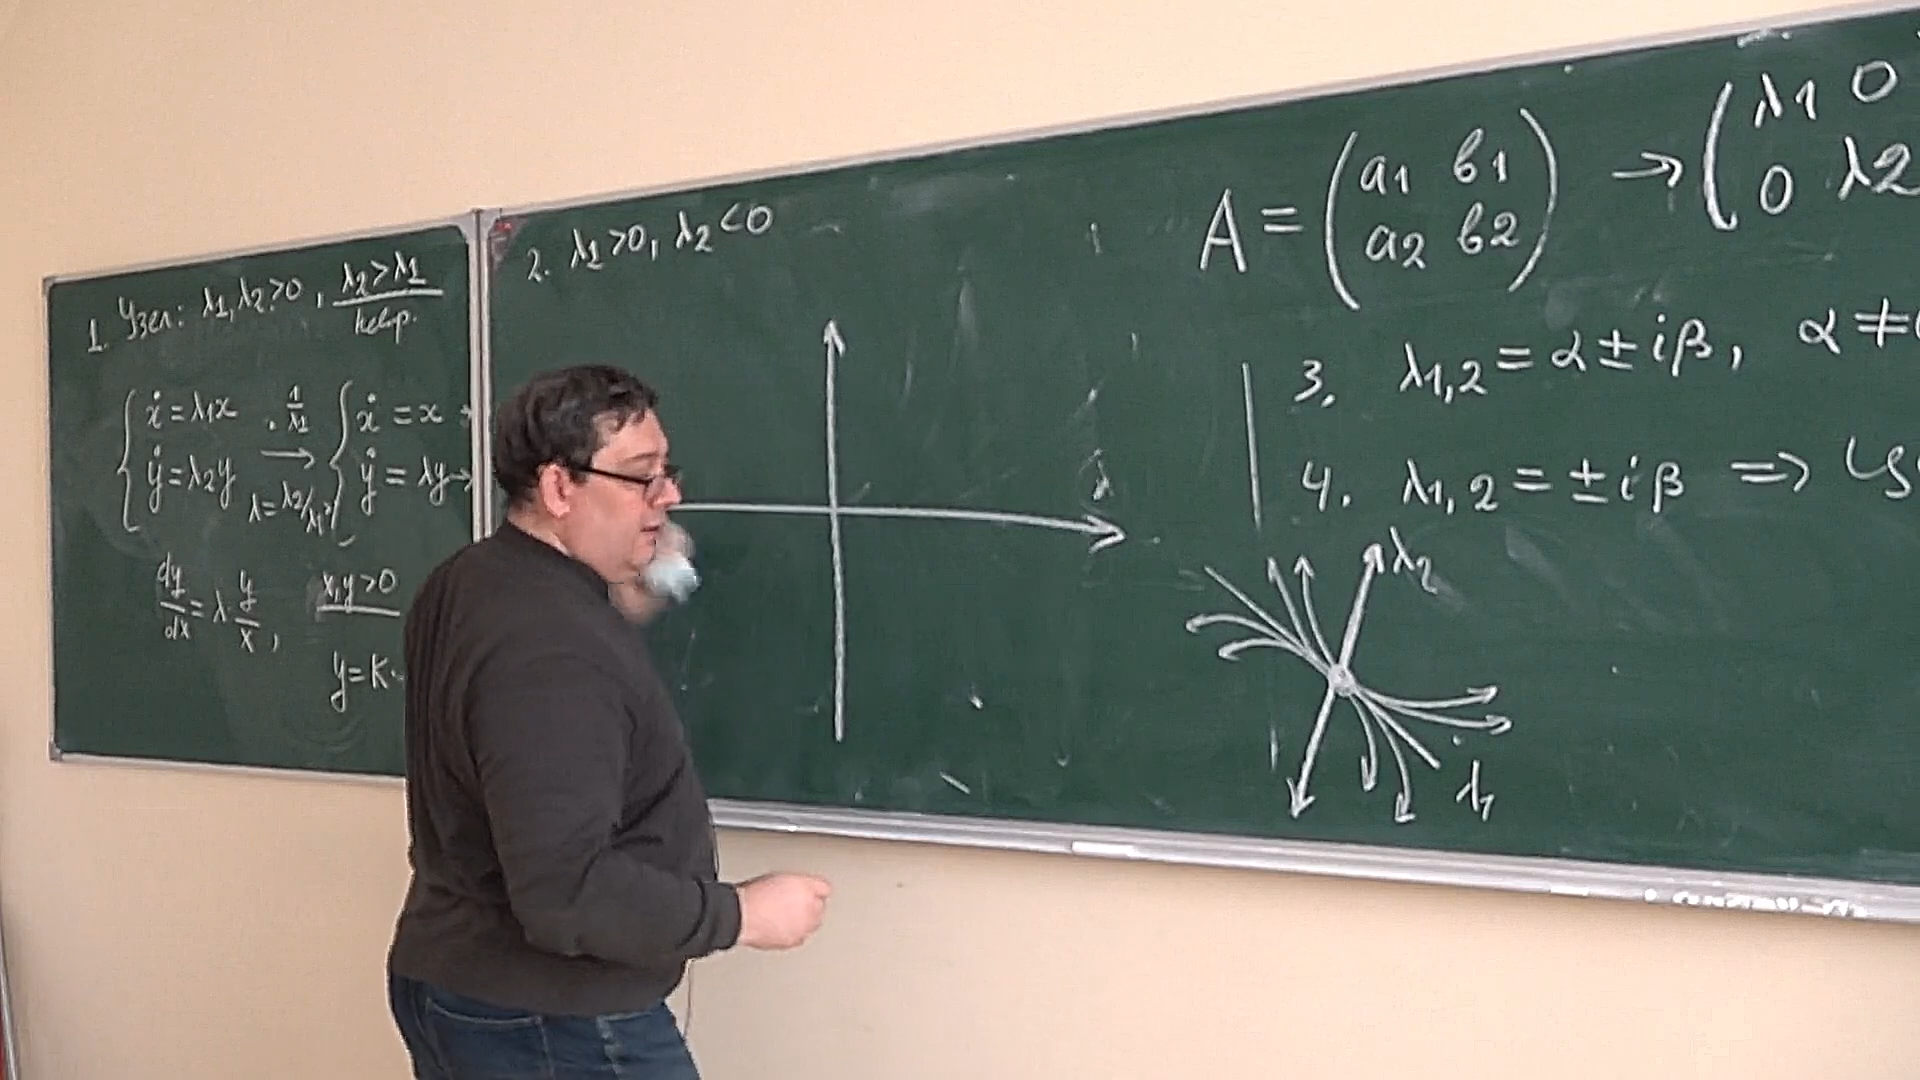 1. Узел: λ1, λ2 > 0, λ2 > λ1
непр.
{ ẋ = λ1x
ẏ = λ2y
· 1/λ1
→
λ = λ2/λ1
{ ẋ = x
ẏ = λy
dy/dx = λ y/x, x,y > 0
y = K·
2. λ1 > 0, λ2 < 0
A = (a1 b1
a2 b2)
→ (λ1 0
0 λ2
3. λ1,2 = α ± iβ, α ≠
4. λ1,2 = ± iβ =>
λ2
λ1